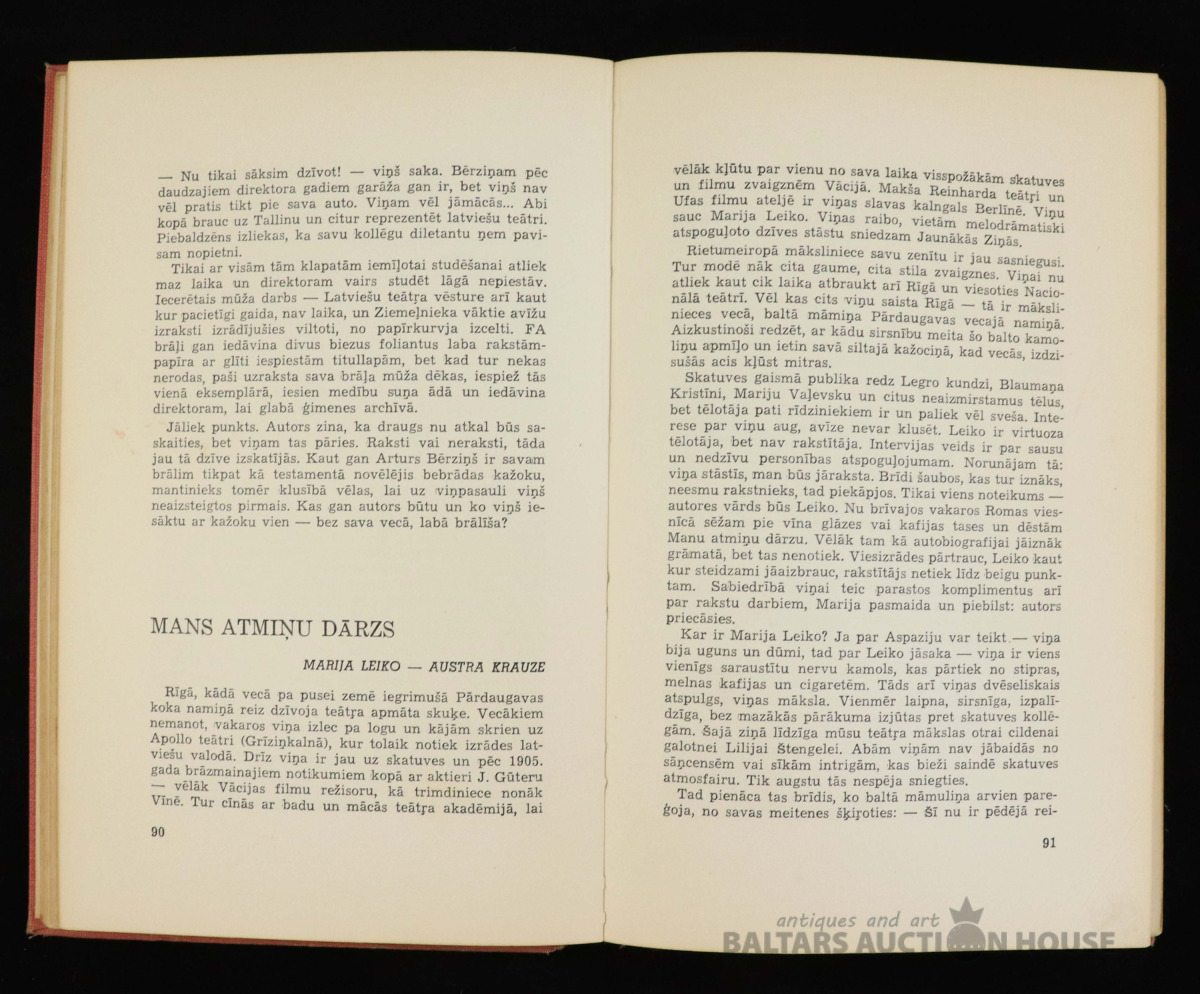 — Nu tikai sāksim dzīvot! — viņš saka. Bērziņam pēc
daudzajiem direktora gadiem garāža gan ir, bet viņš nav
vēl pratis tikt pie sava auto. Viņam vēl jāmācās... Abi
kopā brauc uz Tallinu un citur reprezentēt latviešu teātri.
Piebaldzēns izliekas, ka savu kollēgu diletantu ņem pavi-
sam nopietni.
Tikai ar visām tām klapatām iemīļotai studēšanai atliek
maz laika un direktoram vairs studēt lāgā nepiestāv.
Iecerētais mūža darbs — Latviešu teātŗa vēsture arī kaut
kur pacietīgi gaida, nav laika, un Ziemeļnieka vāktie avīžu
izraksti izrādījušies viltoti, no papīrkurvja izcelti. FA
brāļi gan iedāvina divus biezus foliantus laba rakstām-
papīra ar glīti iespiestām titullapām, bet kad tur nekas
nerodas, paši uzraksta sava brāļa mūža dēkas, iespiež tās
vienā eksemplārā, iesien medību suņa ādā un iedāvina
direktoram, lai glabā ģimenes archīvā.
Jāliek punkts. Autors zina, ka draugs nu atkal būs sa-
skaities, bet viņam tas pāries. Raksti vai neraksti, tāda
jau tā dzīve izskatījās. Kaut gan Arturs Bērziņš ir savam
brālim tikpat kā testamentā novēlējis bebrādas kažoku,
mantinieks tomēr klusībā vēlas, lai uz viņpasauli viņš
neaizsteigtos pirmais. Kas gan autors būtu un ko viņš ie-
sāktu ar kažoku vien — bez sava vecā, labā brālīša?
MANS ATMIŅU DĀRZS
MARIJA LEIKO — AUSTRA KRAUZE
Rīgā, kādā vecā pa pusei zemē iegrimušā Pārdaugavas
koka namiņā reiz dzīvoja teātŗa apmāta skuķe. Vecākiem
nemanot, vakaros viņa izlec pa logu un kājām skrien uz
Apollo teātri (Grīziņkalnā), kur tolaik notiek izrādes lat-
viešu valodā. Drīz viņa ir jau uz skatuves un pēc 1905.
gada brāzmainajiem notikumiem kopā ar aktieri J. Gūteru
— vēlāk Vācijas filmu režisoru, kā trimdiniece nonāk
Vīnē. Tur cīnās ar badu un mācās teātŗa akadēmijā, lai
90
vēlāk kļūtu par vienu no sava laika visspožākām skatuves
un filmu zvaigznēm Vācijā. Makša Reinharda teātŗi un
Ufas filmu ateljē ir viņas slavas kalngals Berlīnē. Viņu
sauc Marija Leiko. Viņas raibo, vietām melodrāmatiski
atspoguļoto dzīves stāstu sniedzam Jaunākās Ziņās.
Rietumeiropā māksliniece savu zenītu ir jau sasniegusi.
Tur modē nāk cita gaume, cita stila zvaigznes. Viņai nu
atliek kaut cik laika atbraukt arī Rīgā un viesoties Nacio-
nālā teātrī. Vēl kas cits viņu saista Rīgā — tā ir māksli-
nieces vecā, baltā māmiņa Pārdaugavas vecajā namiņā.
Aizkustinoši redzēt, ar kādu sirsnību meita šo balto kamo-
liņu apmīļo un ietin savā siltajā kažociņā, kad vecās, izdzi-
sušās acis kļūst mitras.
Skatuves gaismā publika redz Legro kundzi, Blaumaņa
Kristīni, Mariju Vaļevsku un citus neaizmirstamus tēlus,
bet tēlotāja pati rīdziniekiem ir un paliek vēl sveša. Inte-
rese par viņu aug, avīze nevar klusēt. Leiko ir virtuoza
tēlotāja, bet nav rakstītāja. Intervijas veids ir par sausu
un nedzīvu personības atspoguļojumam. Norunājam tā:
viņa stāstīs, man būs jāraksta. Brīdi šaubos, kas tur iznāks,
neesmu rakstnieks, tad piekāpjos. Tikai viens noteikums —
autores vārds būs Leiko. Nu brīvajos vakaros Romas vies-
nīcā sēžam pie vīna glāzes vai kafijas tases un dēstām
Manu atmiņu dārzu. Vēlāk tam kā autobiografijai jāiznāk
grāmatā, bet tas nenotiek. Viesizrādes pārtrauc, Leiko kaut
kur steidzami jāaizbrauc, rakstītājs netiek līdz beigu punk-
tam. Sabiedrībā viņai teic parastos komplimentus arī
par rakstu darbiem, Marija pasmaida un piebilst: autors
priecāsies.
Kar ir Marija Leiko? Ja par Aspaziju var teikt — viņa
bija uguns un dūmi, tad par Leiko jāsaka — viņa ir viens
vienīgs saraustītu nervu kamols, kas pārtiek no stipras,
melnas kafijas un cigaretēm. Tāds arī viņas dvēseliskais
atspulgs, viņas māksla. Vienmēr laipna, sirsnīga, izpalī-
dzīga, bez mazākās pārākuma izjūtas pret skatuves kollē-
gām. Šajā ziņā līdzīga mūsu teātŗa mākslas otrai cildenai
galotnei Lilijai Štengelei. Abām viņām nav jābaidās no
sāņcensēm vai sīkām intrigām, kas bieži saindē skatuves
atmosfairu. Tik augstu tās nespēja sniegties.
Tad pienāca tas brīdis, ko baltā māmuliņa arvien pare-
ģoja, no savas meitenes šķiŗoties: — Šī nu ir pēdējā rei-
91
antiques and art
BALTARS AUCTION HOUSE